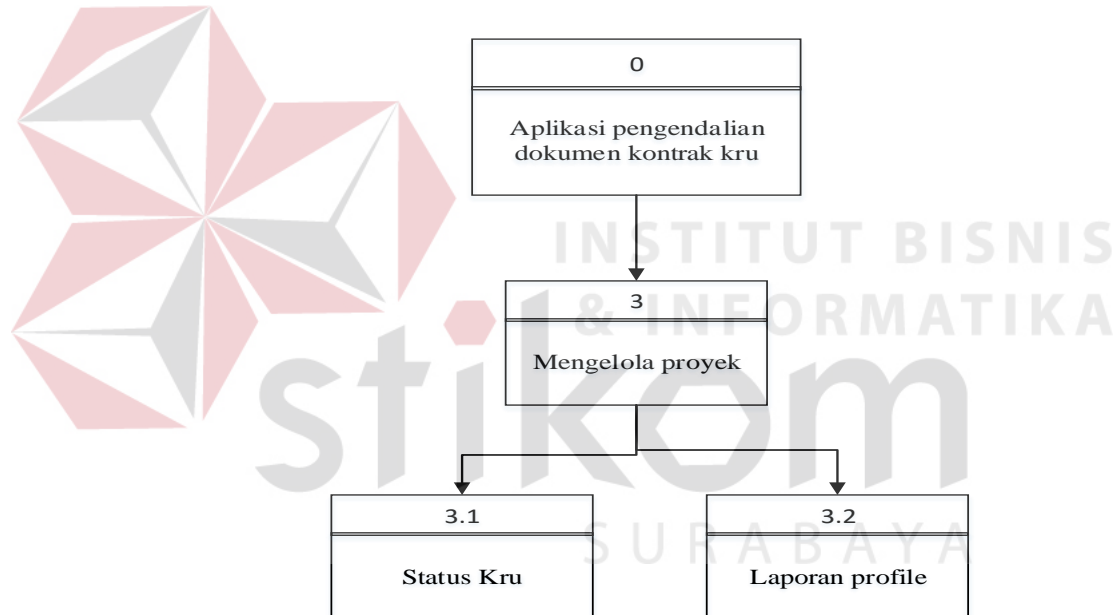 0
Aplikasi pengendalian
dokumen kontrak kru
INSTITUT BISNIS
& INFORMATIKA
3
Mengelola proyek
stikom
3.1
Status Kru
3.2
Laporan profile
SURABAYA